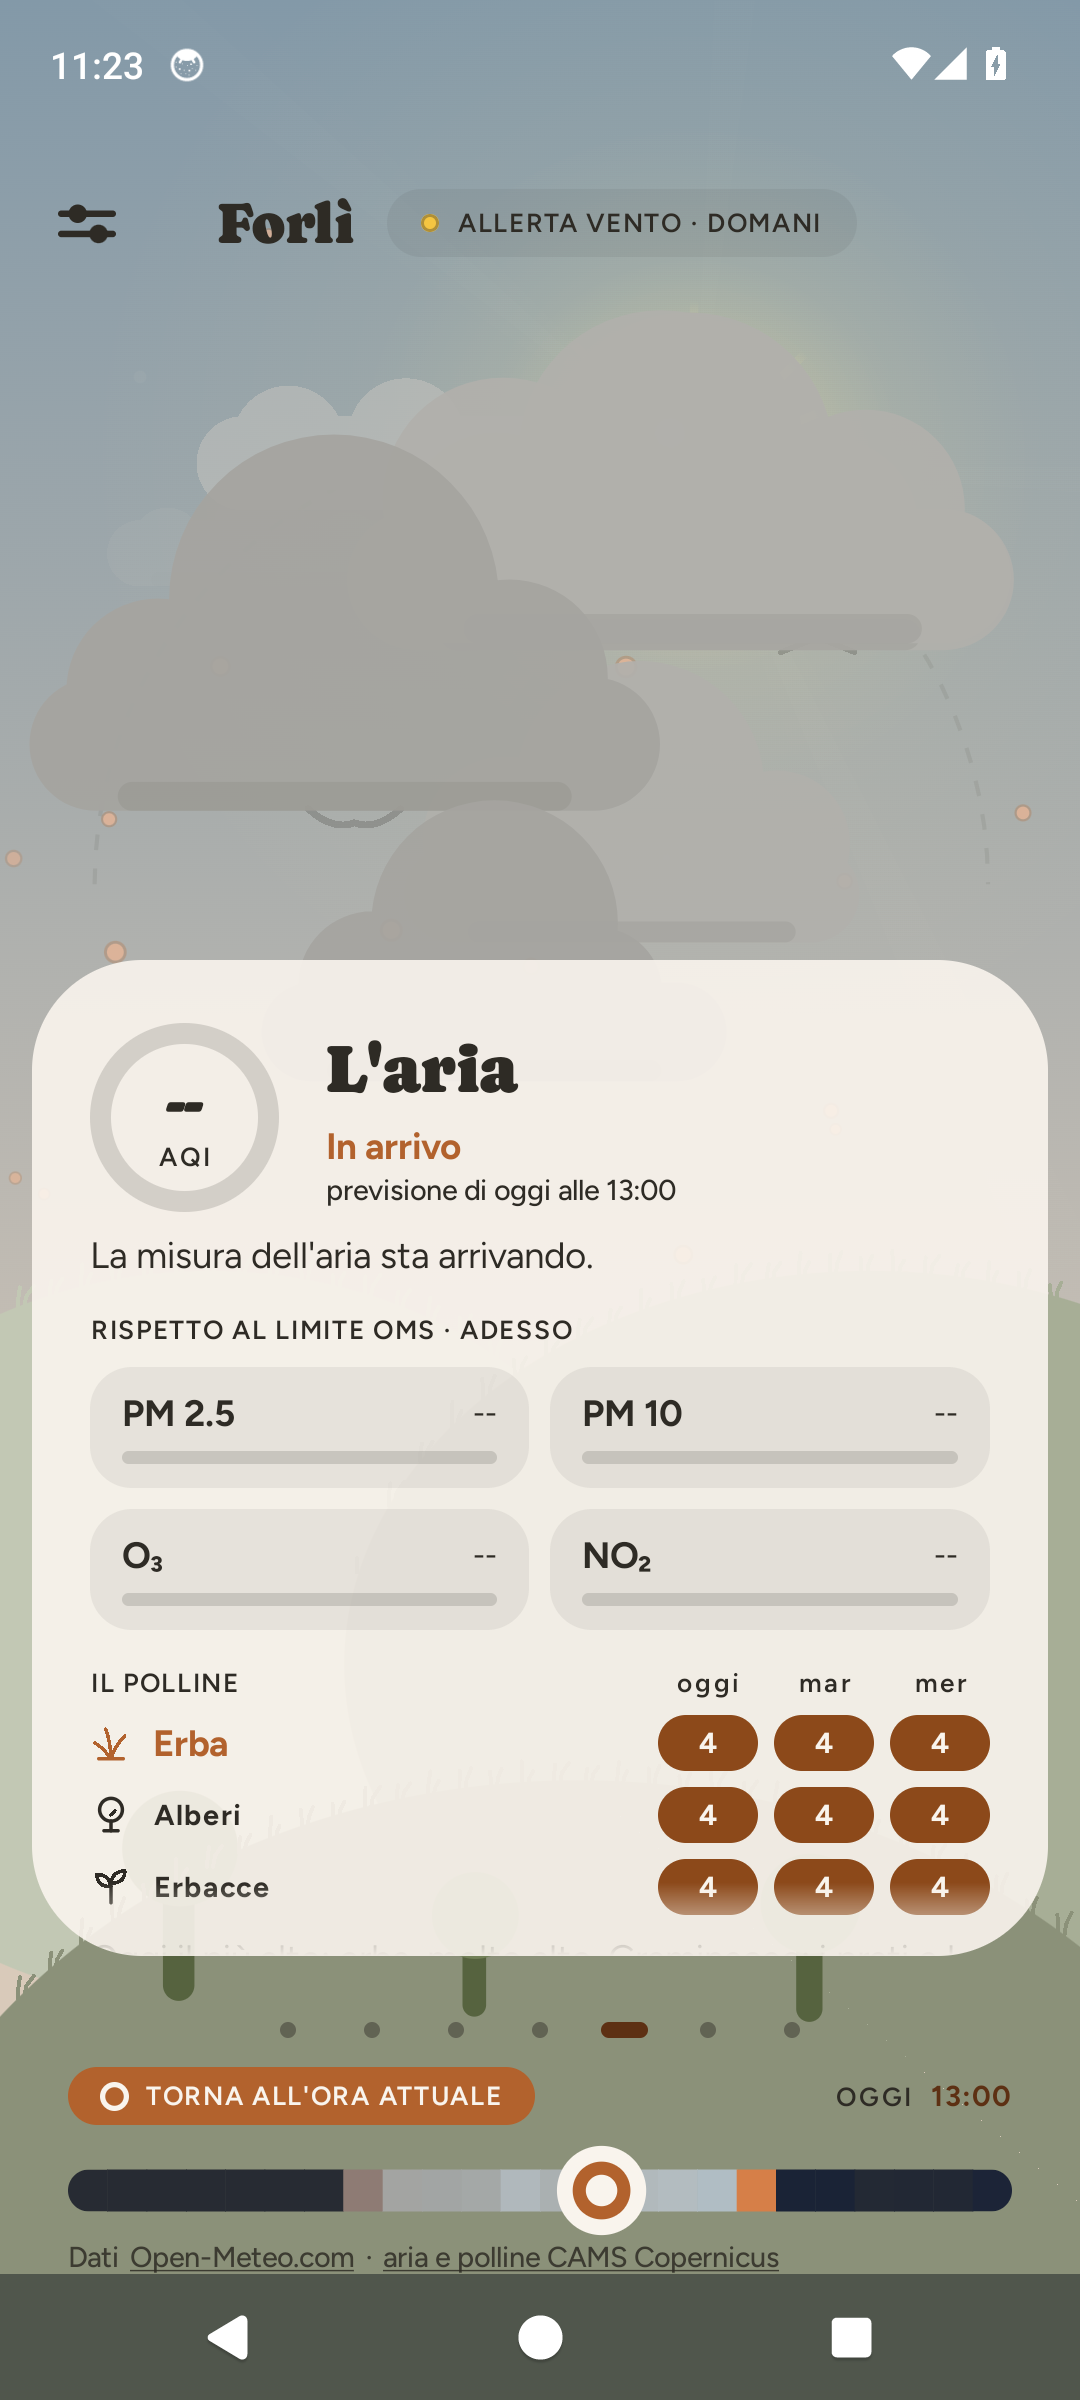 11:23
Forlì
ALLERTA VENTO · DOMANI
--
AQI
L'aria
In arrivo
previsione di oggi alle 13:00
La misura dell'aria sta arrivando.
RISPETTO AL LIMITE OMS · ADESSO
PM 2.5 --
PM 10 --
O₃ --
NO₂ --
IL POLLINE oggi mar mer
Erba 4 4 4
Alberi 4 4 4
Erbacce 4 4 4
TORNA ALL'ORA ATTUALE
OGGI 13:00
Dati Open-Meteo.com · aria e polline CAMS Copernicus